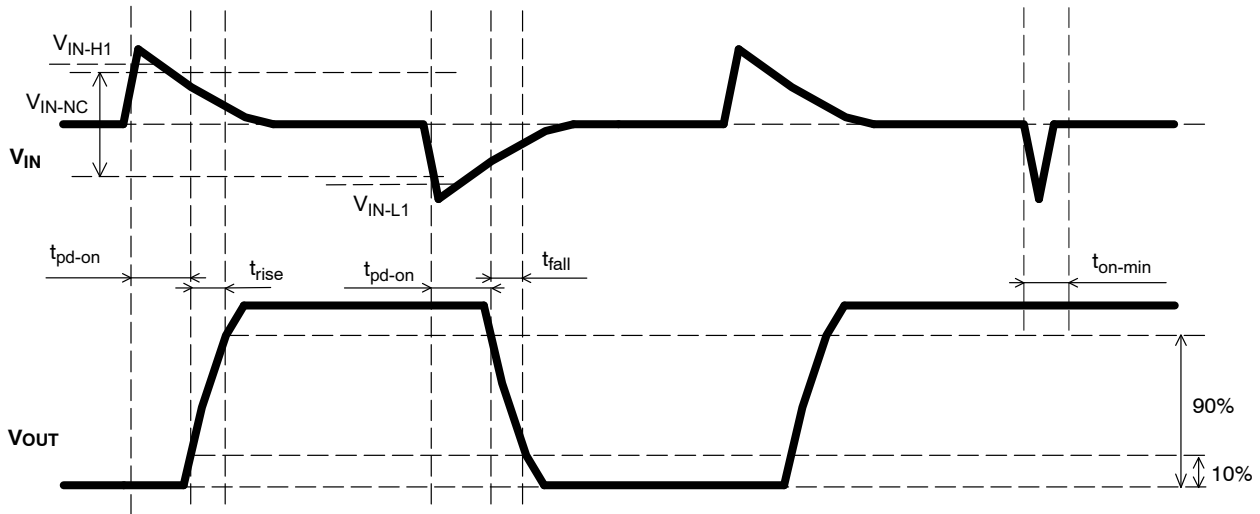 VIN-H1
VIN-NC
VIN
VIN-L1
tpd-on
trise
tpd-on
tfall
ton-min
90%
VOUT
10%